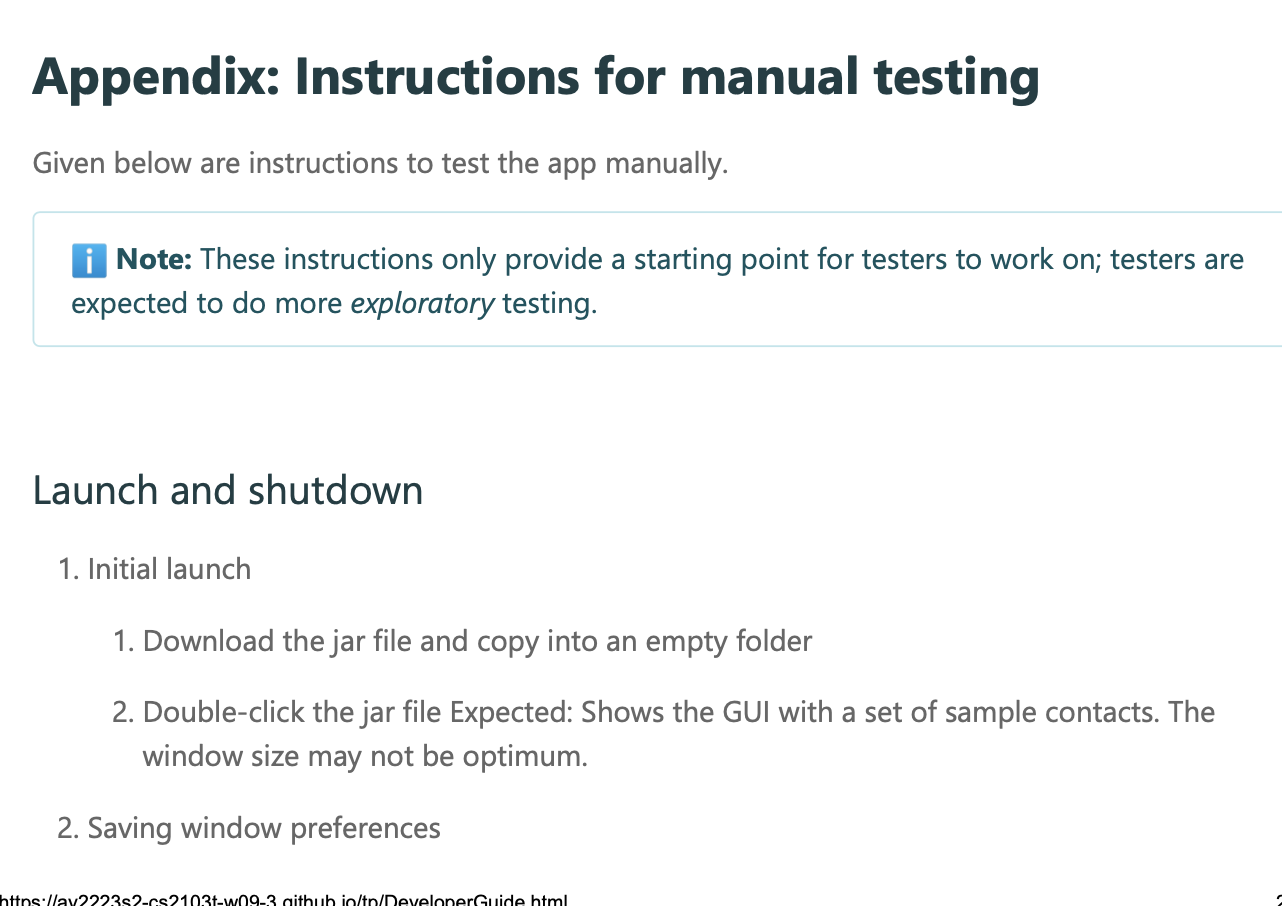 Appendix: Instructions for manual testing
Given below are instructions to test the app manually.
Note: These instructions only provide a starting point for testers to work on; testers are
expected to do more exploratory testing.
Launch and shutdown
1. Initial launch
1. Download the jar file and copy into an empty folder
2. Double-click the jar file Expected: Shows the GUI with a set of sample contacts. The
window size may not be optimum.
2. Saving window preferences
https://ay2223s2-cs2103t-w09-3.github.io/tp/DeveloperGuide.html